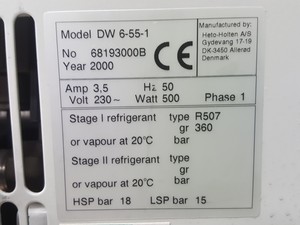 Model DW 6-55-1
No 68193000B
Year 2000
CE
Manufactured by:
Heto-Holten A/S
Gydevang 17-19
DK-3450 Allerød
Denmark
Amp 3,5 Hz 50
Volt 230~ Watt 500 Phase 1
Stage I refrigerant type R507
gr 360
or vapour at 20°C bar
Stage II refrigerant type
gr
or vapour at 20°C bar
HSP bar 18 LSP bar 15